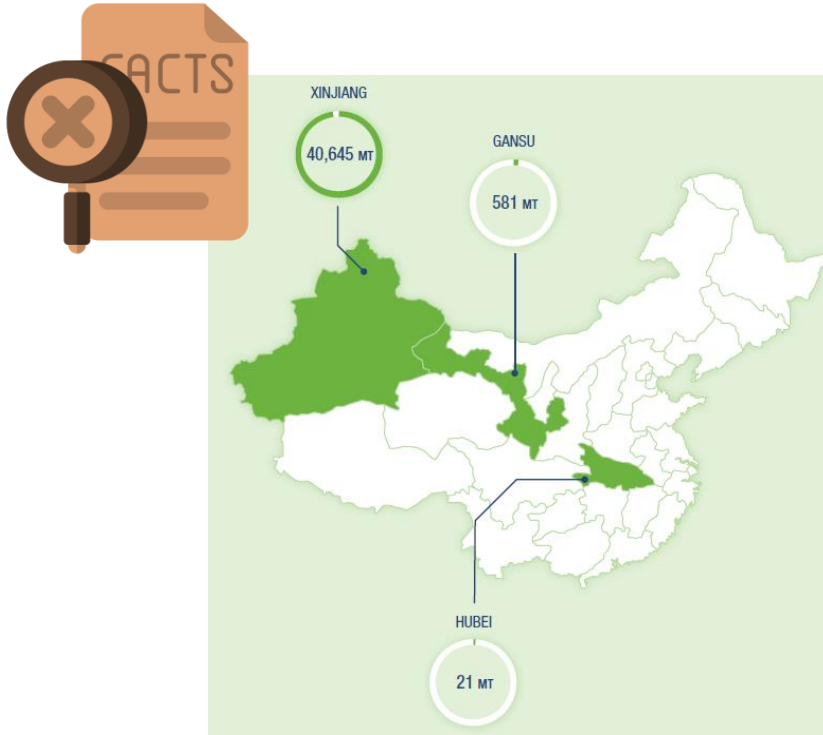 FACTS
XINJIANG
40,645 MT
GANSU
581 MT
HUBEI
21 MT